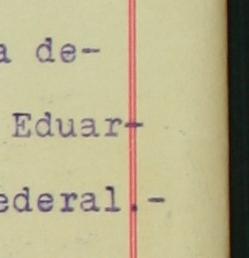 a de-
Eduar-
ederal.-